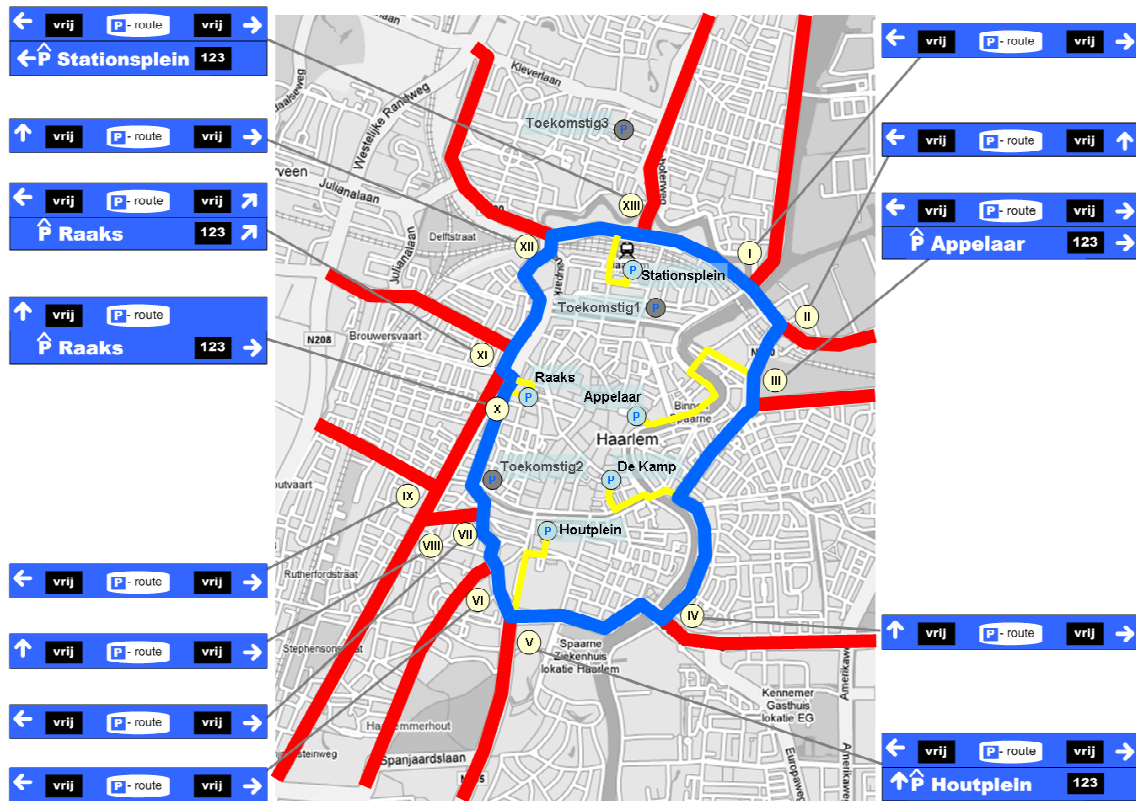 vrij P - route vrij
P Stationsplein 123
vrij P - route vrij
vrij P - route vrij
P Raaks 123
vrij P - route
P Raaks 123
vrij P - route vrij
vrij P - route vrij
vrij P - route vrij
vrij P - route vrij
Kleverlaan
Westelijke Randweg
Toekomstig3
P
Julianalaan
XIII
Delftstraat
XII
I
Julianalaan
P
Stationsplein
Toekomstig1
P
II
N208
Brouwersvaart
XI
III
Raaks
P
Appelaar
P
X
Haarlem
De Kamp
P
Toekomstig2
P
IX
Houtplein
P
VII
VIII
Rutherfordstraat
VI
IV
V
Spaarne
Ziekenhuis
lokatie Haarlem
Kennemer
Gasthuis
lokatie EG
Spanjaardslaan
Europaweg
vrij P - route vrij
vrij P - route vrij
vrij P - route vrij
P Appelaar 123
vrij P - route vrij
vrij P - route vrij
P Houtplein 123